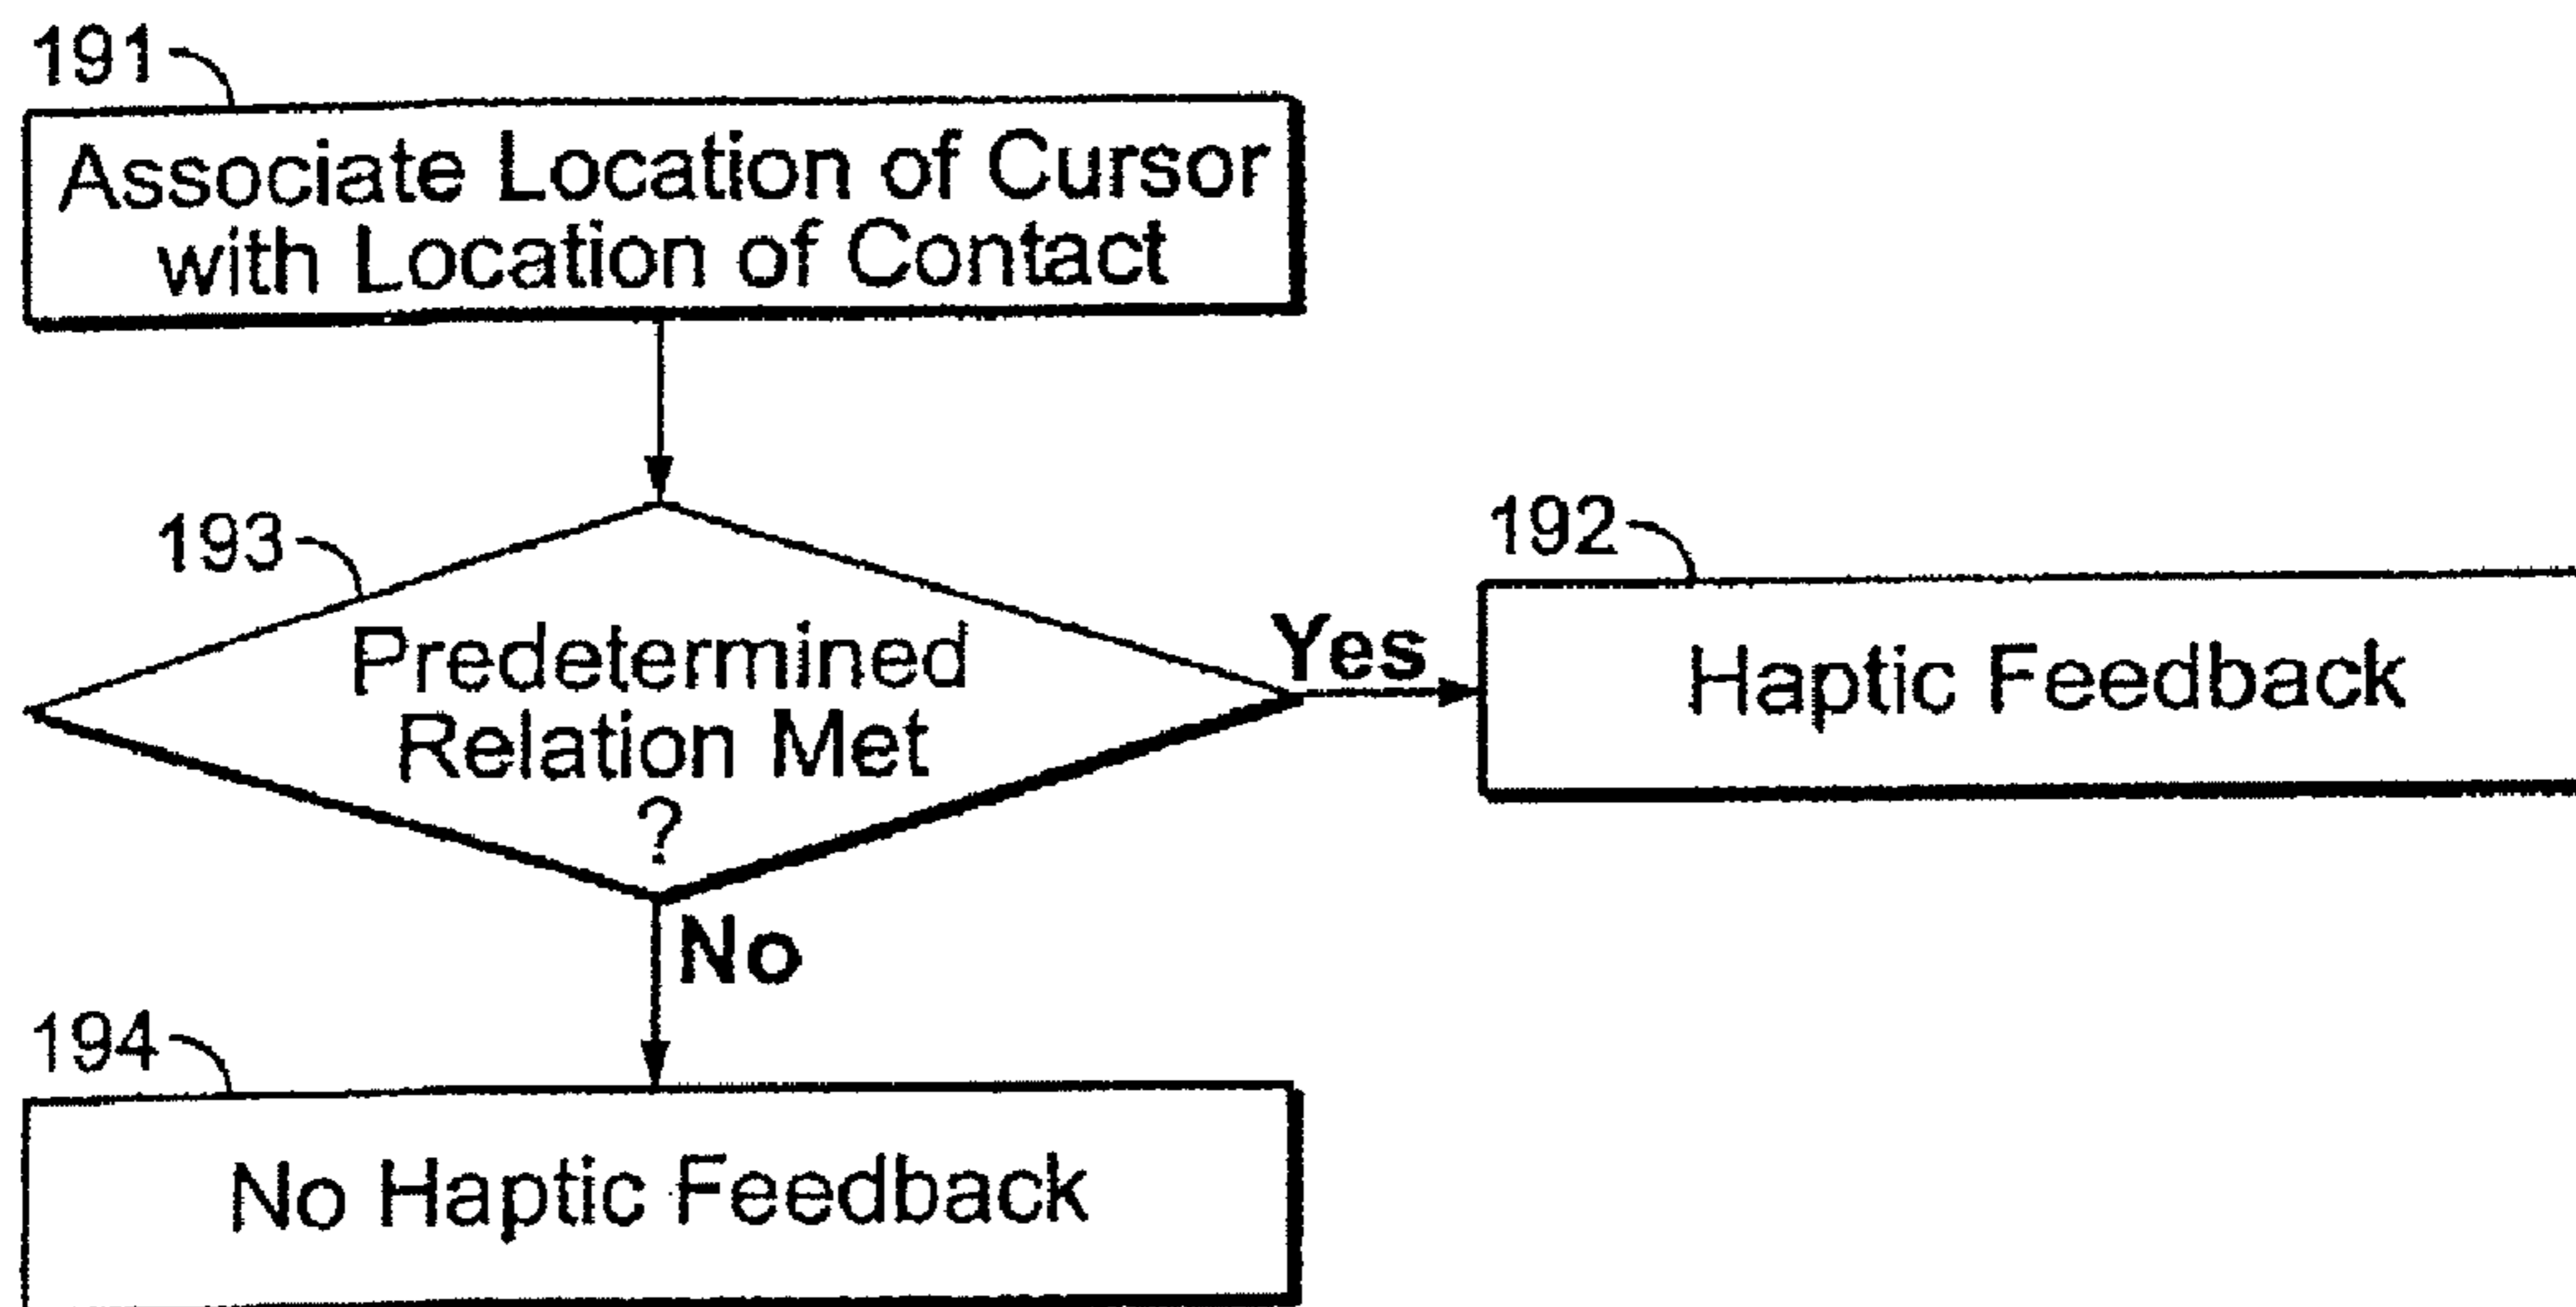 191
Associate Location of Cursor
with Location of Contact
193
Predetermined
Relation Met
?
Yes
192
Haptic Feedback
No
194
No Haptic Feedback